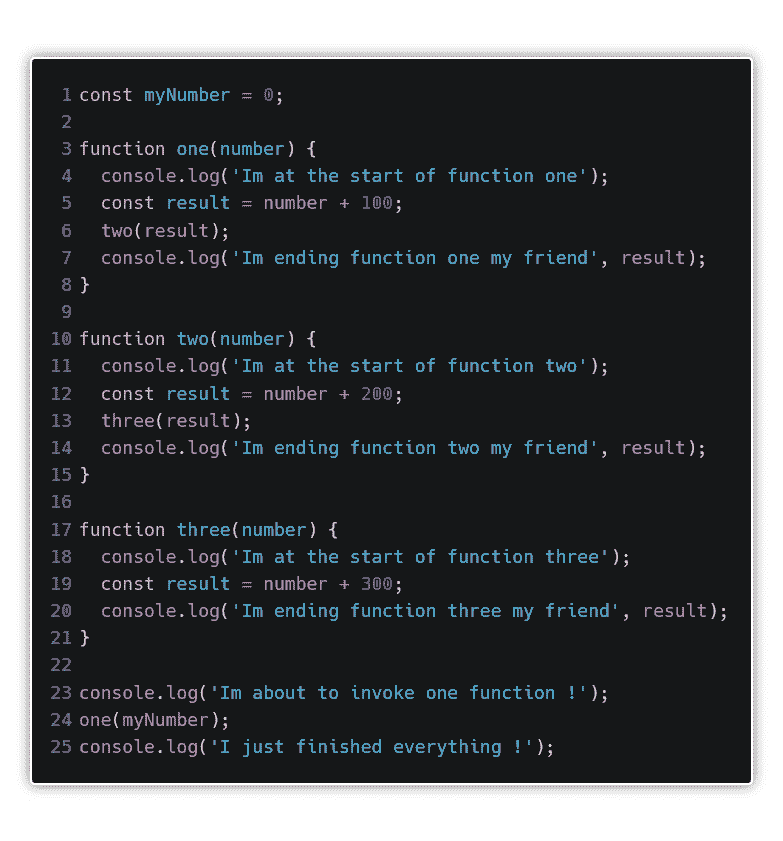 1 const myNumber = 0;
2
3 function one(number) {
4   console.log('Im at the start of function one');
5   const result = number + 100;
6   two(result);
7   console.log('Im ending function one my friend', result);
8 }
9
10 function two(number) {
11   console.log('Im at the start of function two');
12   const result = number + 200;
13   three(result);
14   console.log('Im ending function two my friend', result);
15 }
16
17 function three(number) {
18   console.log('Im at the start of function three');
19   const result = number + 300;
20   console.log('Im ending function three my friend', result);
21 }
22
23 console.log('Im about to invoke one function !');
24 one(myNumber);
25 console.log('I just finished everything !');